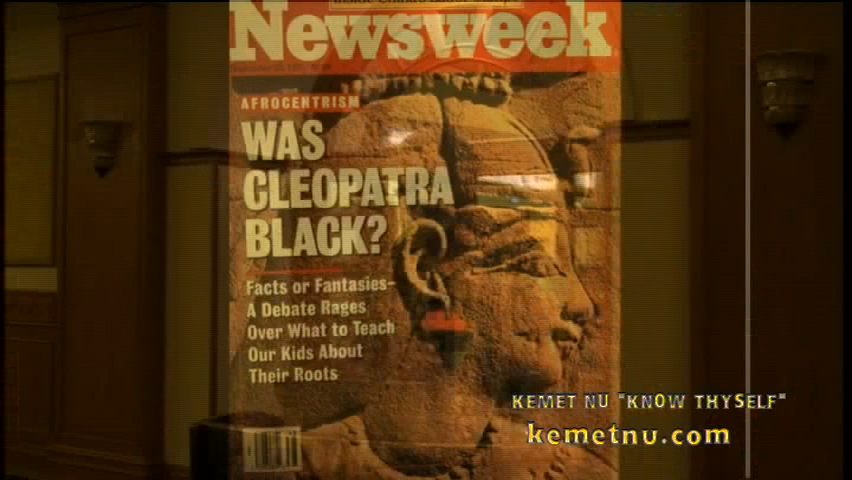 Newsweek
AFROCENTRISM
WAS
CLEOPATRA
BLACK?
Facts or Fantasies–
A Debate Rages
Over What to Teach
Our Kids About
Their Roots
KEMET NU "KNOW THYSELF"
kemetnu.com